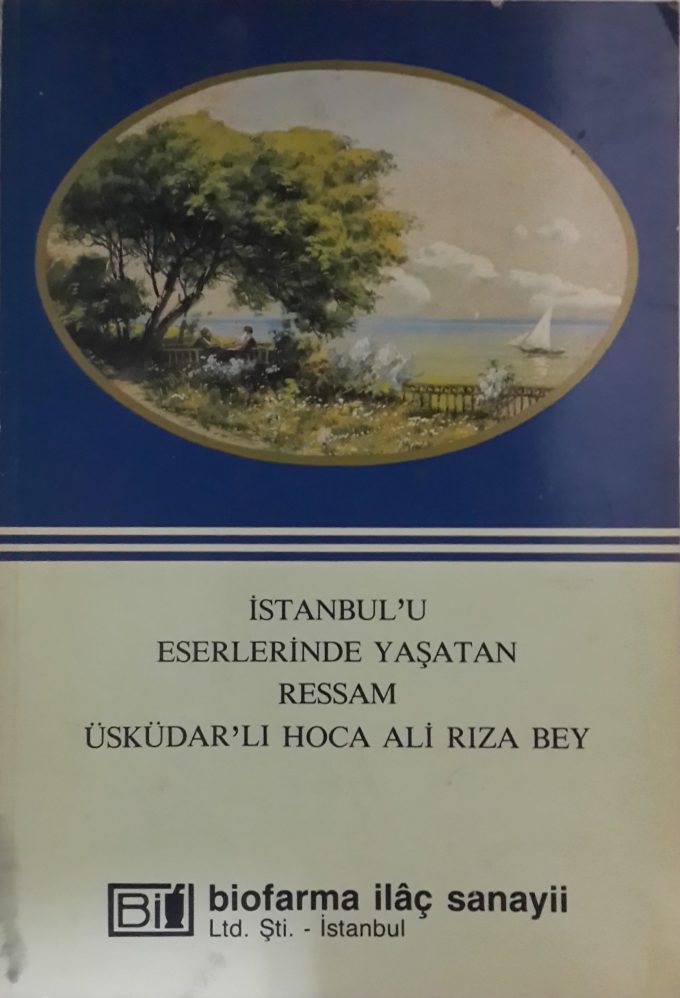 İSTANBUL'U
ESERLERİNDE YAŞATAN
RESSAM
ÜSKÜDAR'LI HOCA ALİ RIZA BEY
Bi
biofarma ilâç sanayii
Ltd. Şti. - İstanbul